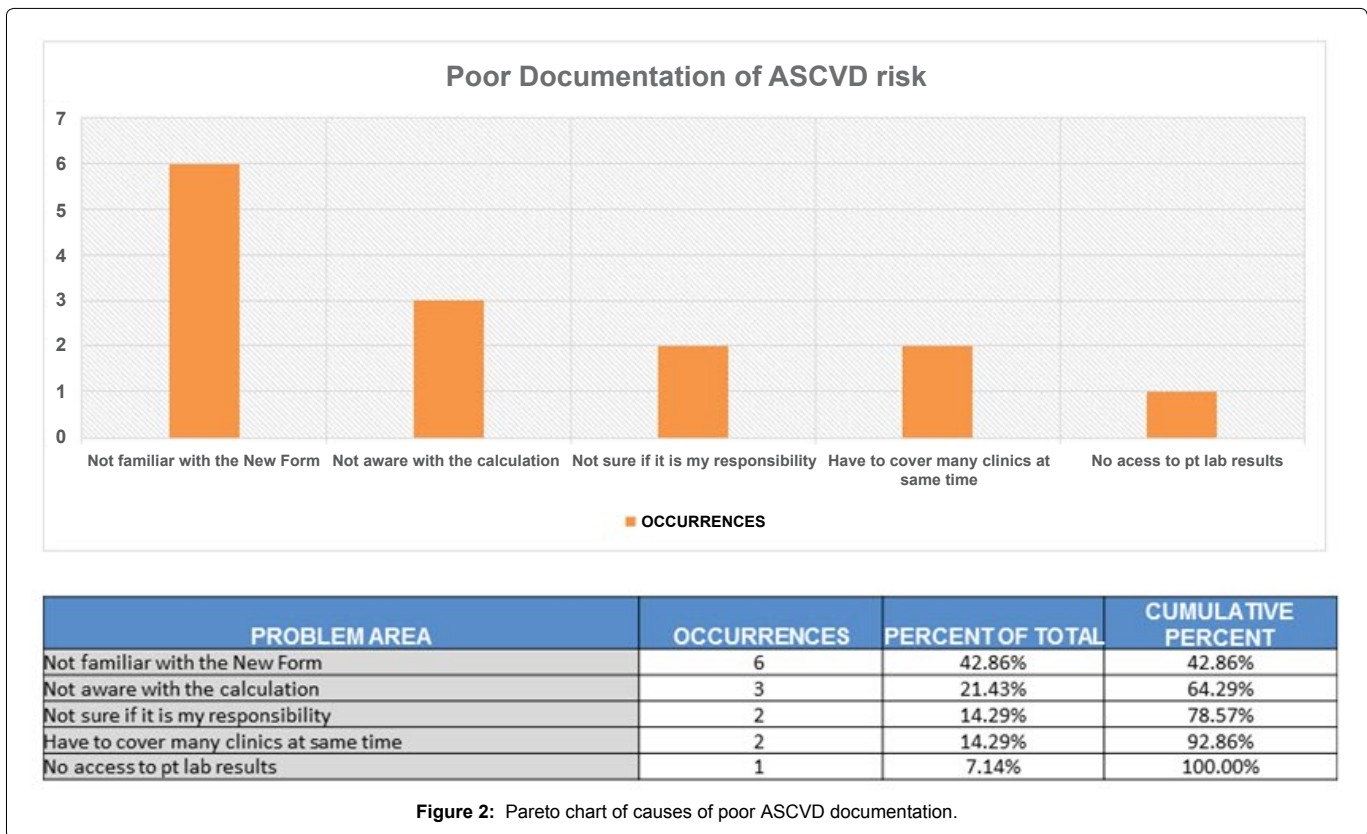 Poor Documentation of ASCVD risk
7
6
5
4
3
2
1
0
Not familiar with the New Form Not aware with the calculation Not sure if it is my responsibility Have to cover many clinics at same time No acess to pt lab results
OCCURRENCES
PROBLEM AREA OCCURRENCES PERCENT OF TOTAL CUMULATIVE PERCENT
Not familiar with the New Form 6 42.86% 42.86%
Not aware with the calculation 3 21.43% 64.29%
Not sure if it is my responsibility 2 14.29% 78.57%
Have to cover many clinics at same time 2 14.29% 92.86%
No access to pt lab results 1 7.14% 100.00%
Figure 2: Pareto chart of causes of poor ASCVD documentation.